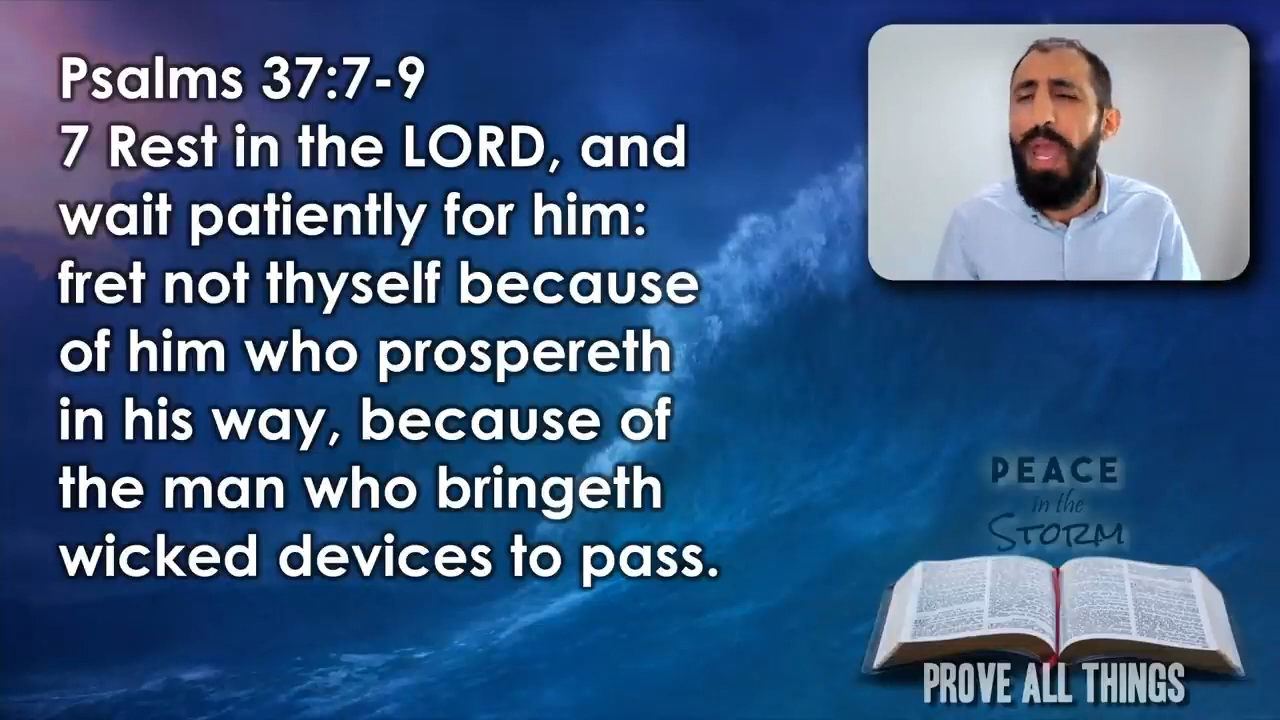 Psalms 37:7-9
7 Rest in the LORD, and
wait patiently for him:
fret not thyself because
of him who prospereth
in his way, because of
the man who bringeth
wicked devices to pass.
PEACE
in the
STORM
PROVE ALL THINGS